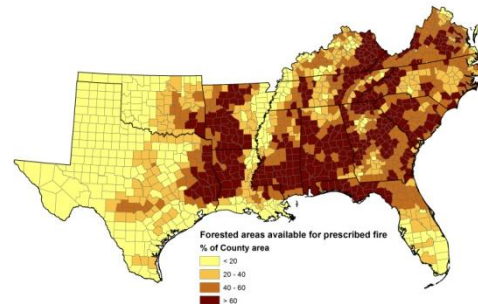 Forested areas available for prescribed fire
% of County area
< 20
20 - 40
40 - 60
> 60